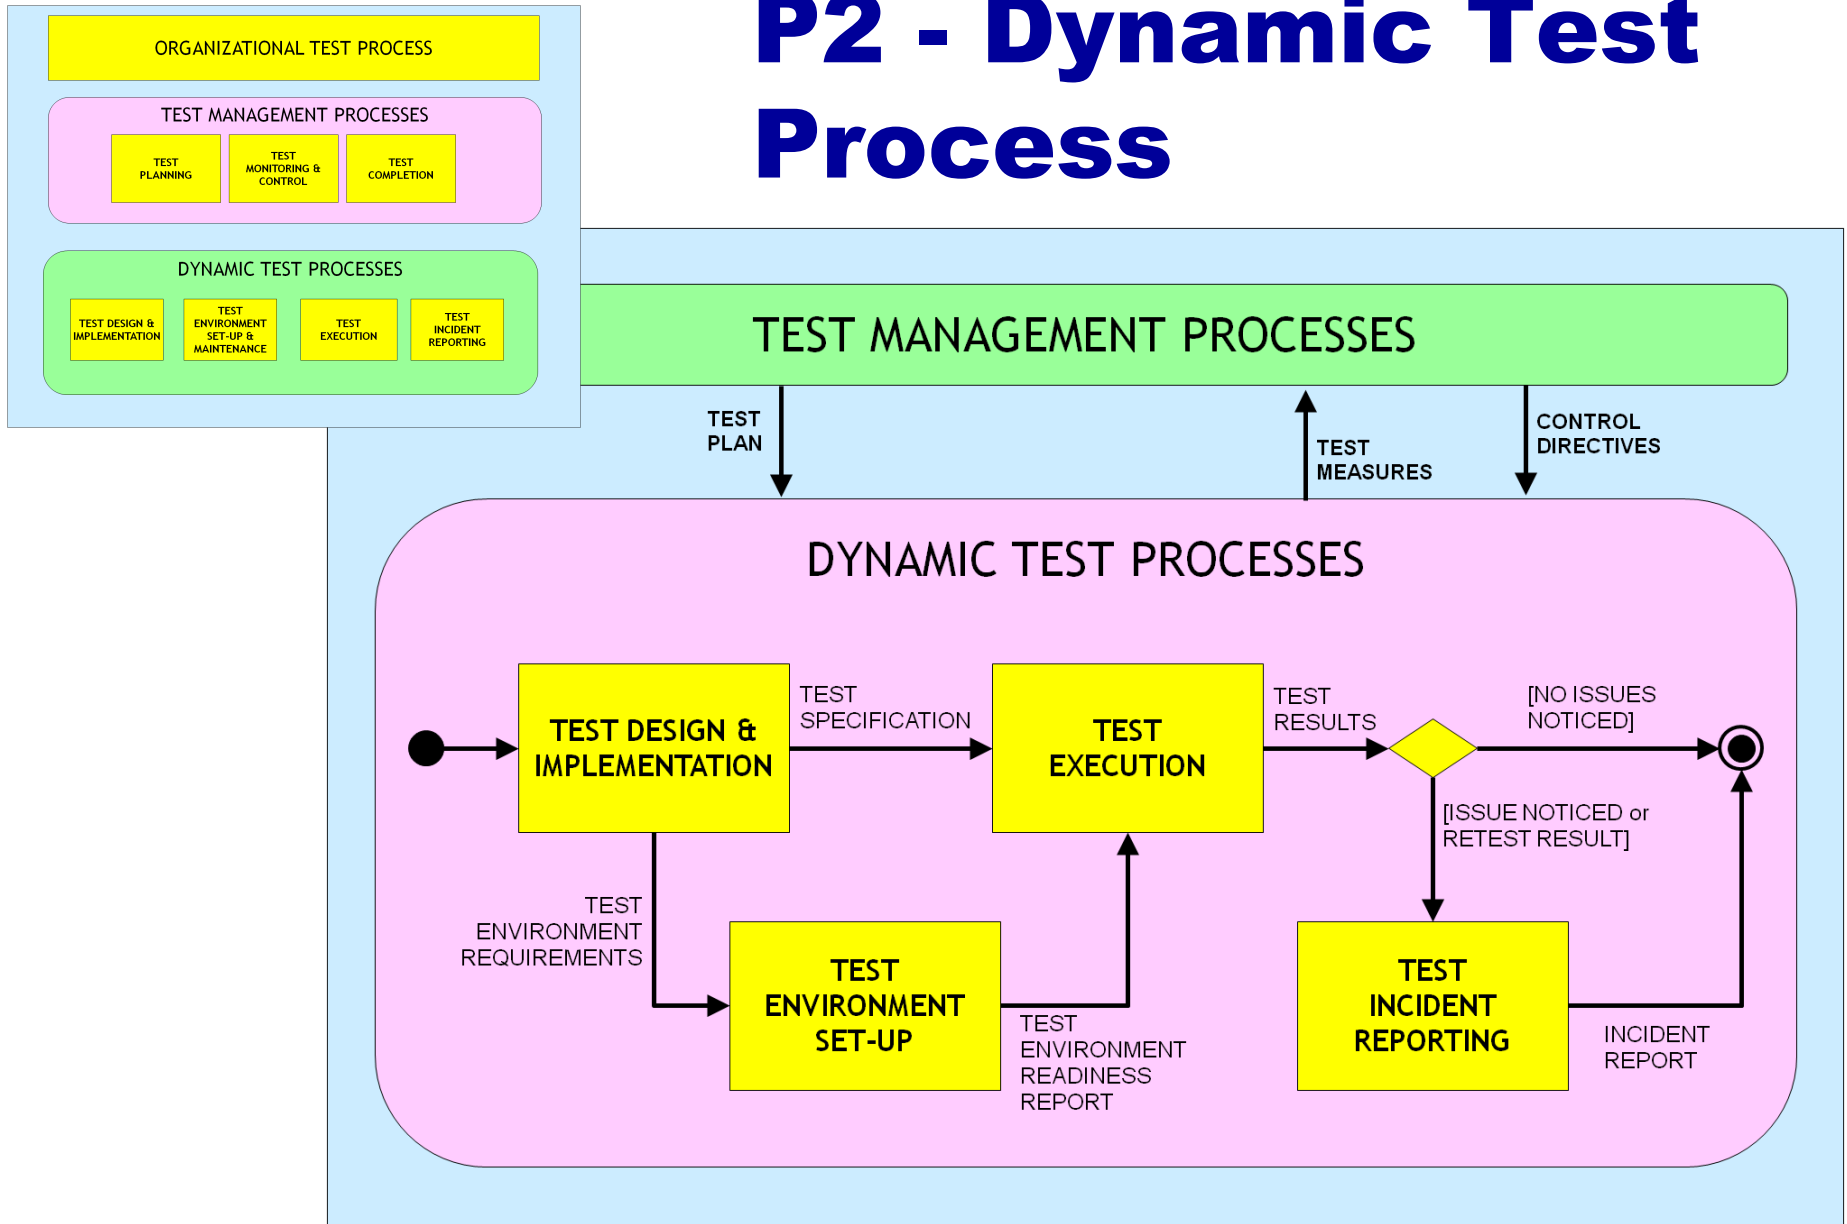 P2 - Dynamic Test
Process
ORGANIZATIONAL TEST PROCESS
TEST MANAGEMENT PROCESSES
TEST
PLANNING
TEST
MONITORING &
CONTROL
TEST
COMPLETION
DYNAMIC TEST PROCESSES
TEST DESIGN &
IMPLEMENTATION
TEST
ENVIRONMENT
SET-UP &
MAINTENANCE
TEST
EXECUTION
TEST
INCIDENT
REPORTING
TEST MANAGEMENT PROCESSES
TEST
PLAN
TEST
MEASURES
CONTROL
DIRECTIVES
DYNAMIC TEST PROCESSES
TEST DESIGN &
IMPLEMENTATION
TEST
SPECIFICATION
TEST
EXECUTION
TEST
RESULTS
[NO ISSUES
NOTICED]
[ISSUE NOTICED or
RETEST RESULT]
TEST
ENVIRONMENT
REQUIREMENTS
TEST
ENVIRONMENT
SET-UP
TEST
ENVIRONMENT
READINESS
REPORT
TEST
INCIDENT
REPORTING
INCIDENT
REPORT